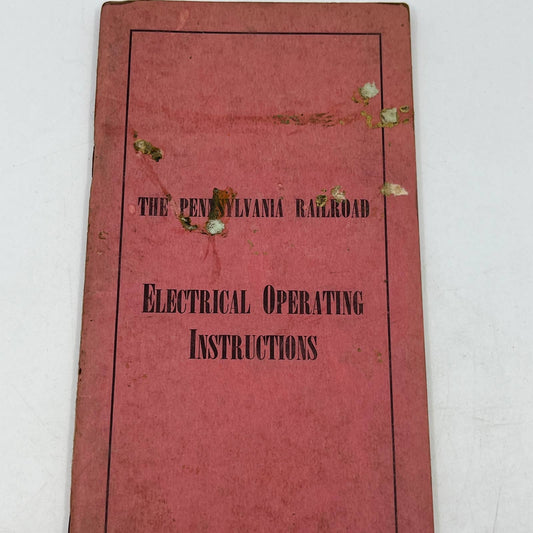 THE PENNSYLVANIA RAILROAD
ELECTRICAL OPERATING
INSTRUCTIONS